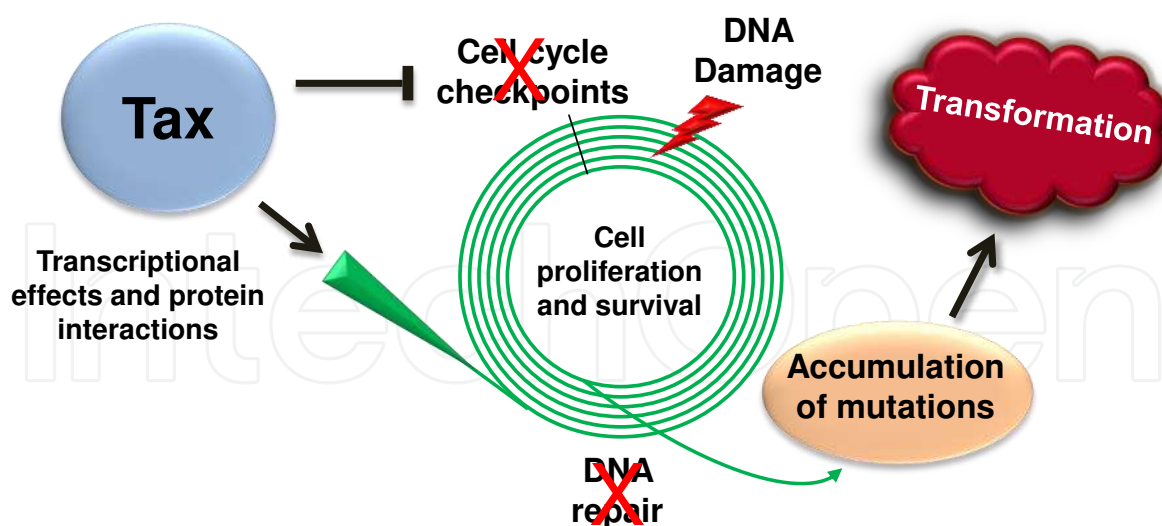 Tax
Cell cycle
checkpoints
DNA
Damage
Transformation
Transcriptional
effects and protein
interactions
Cell
proliferation
and survival
Accumulation
of mutations
DNA
repair
IntechOpen